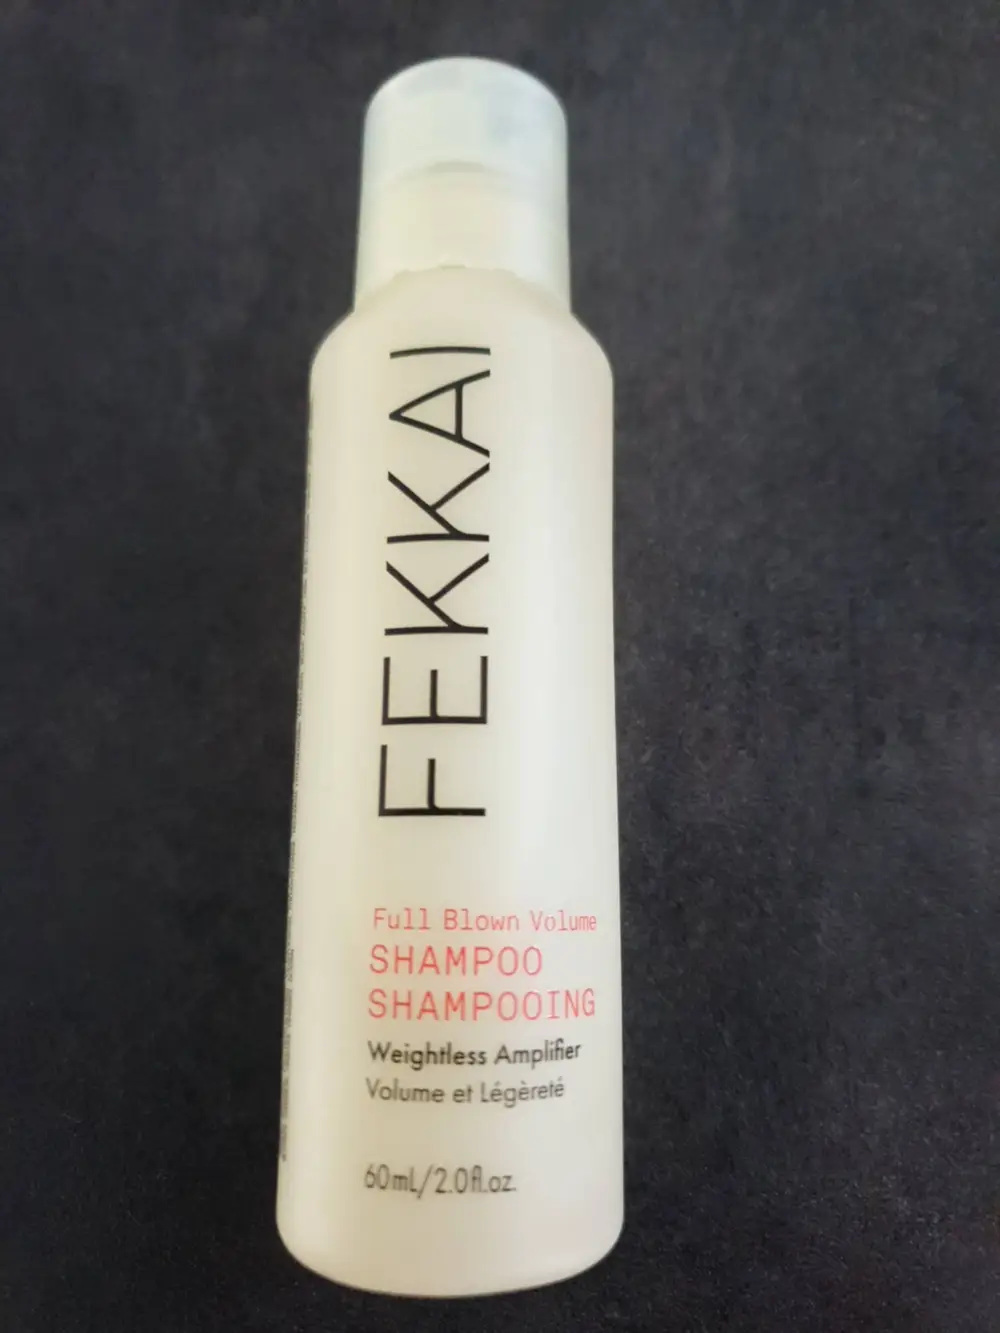 FEKKAI
Full Blown Volume
SHAMPOO
SHAMPOOING
Weightless Amplifier
Volume et Légèreté
60mL/2.0fl.oz.